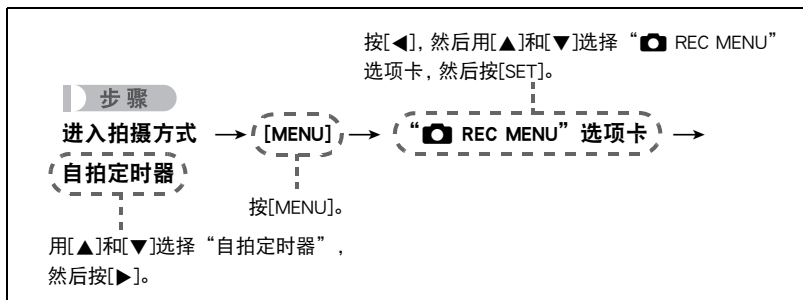 按[◀], 然后用[▲]和[▼]选择“📷 REC MENU”
选项卡, 然后按[SET]。
步骤
进入拍摄方式 → [MENU] → “📷 REC MENU”选项卡 →
自拍定时器
按[MENU]。
用[▲]和[▼]选择“自拍定时器”,
然后按[▶]。